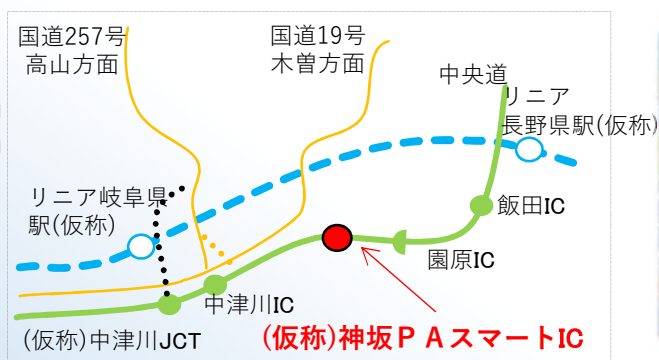 国道257号
高山方面
国道19号
木曽方面
中央道
リニア
長野県駅(仮称)
リニア岐阜県
駅(仮称)
飯田IC
園原IC
中津川IC
(仮称)中津川JCT
(仮称)神坂ＰＡスマートIC